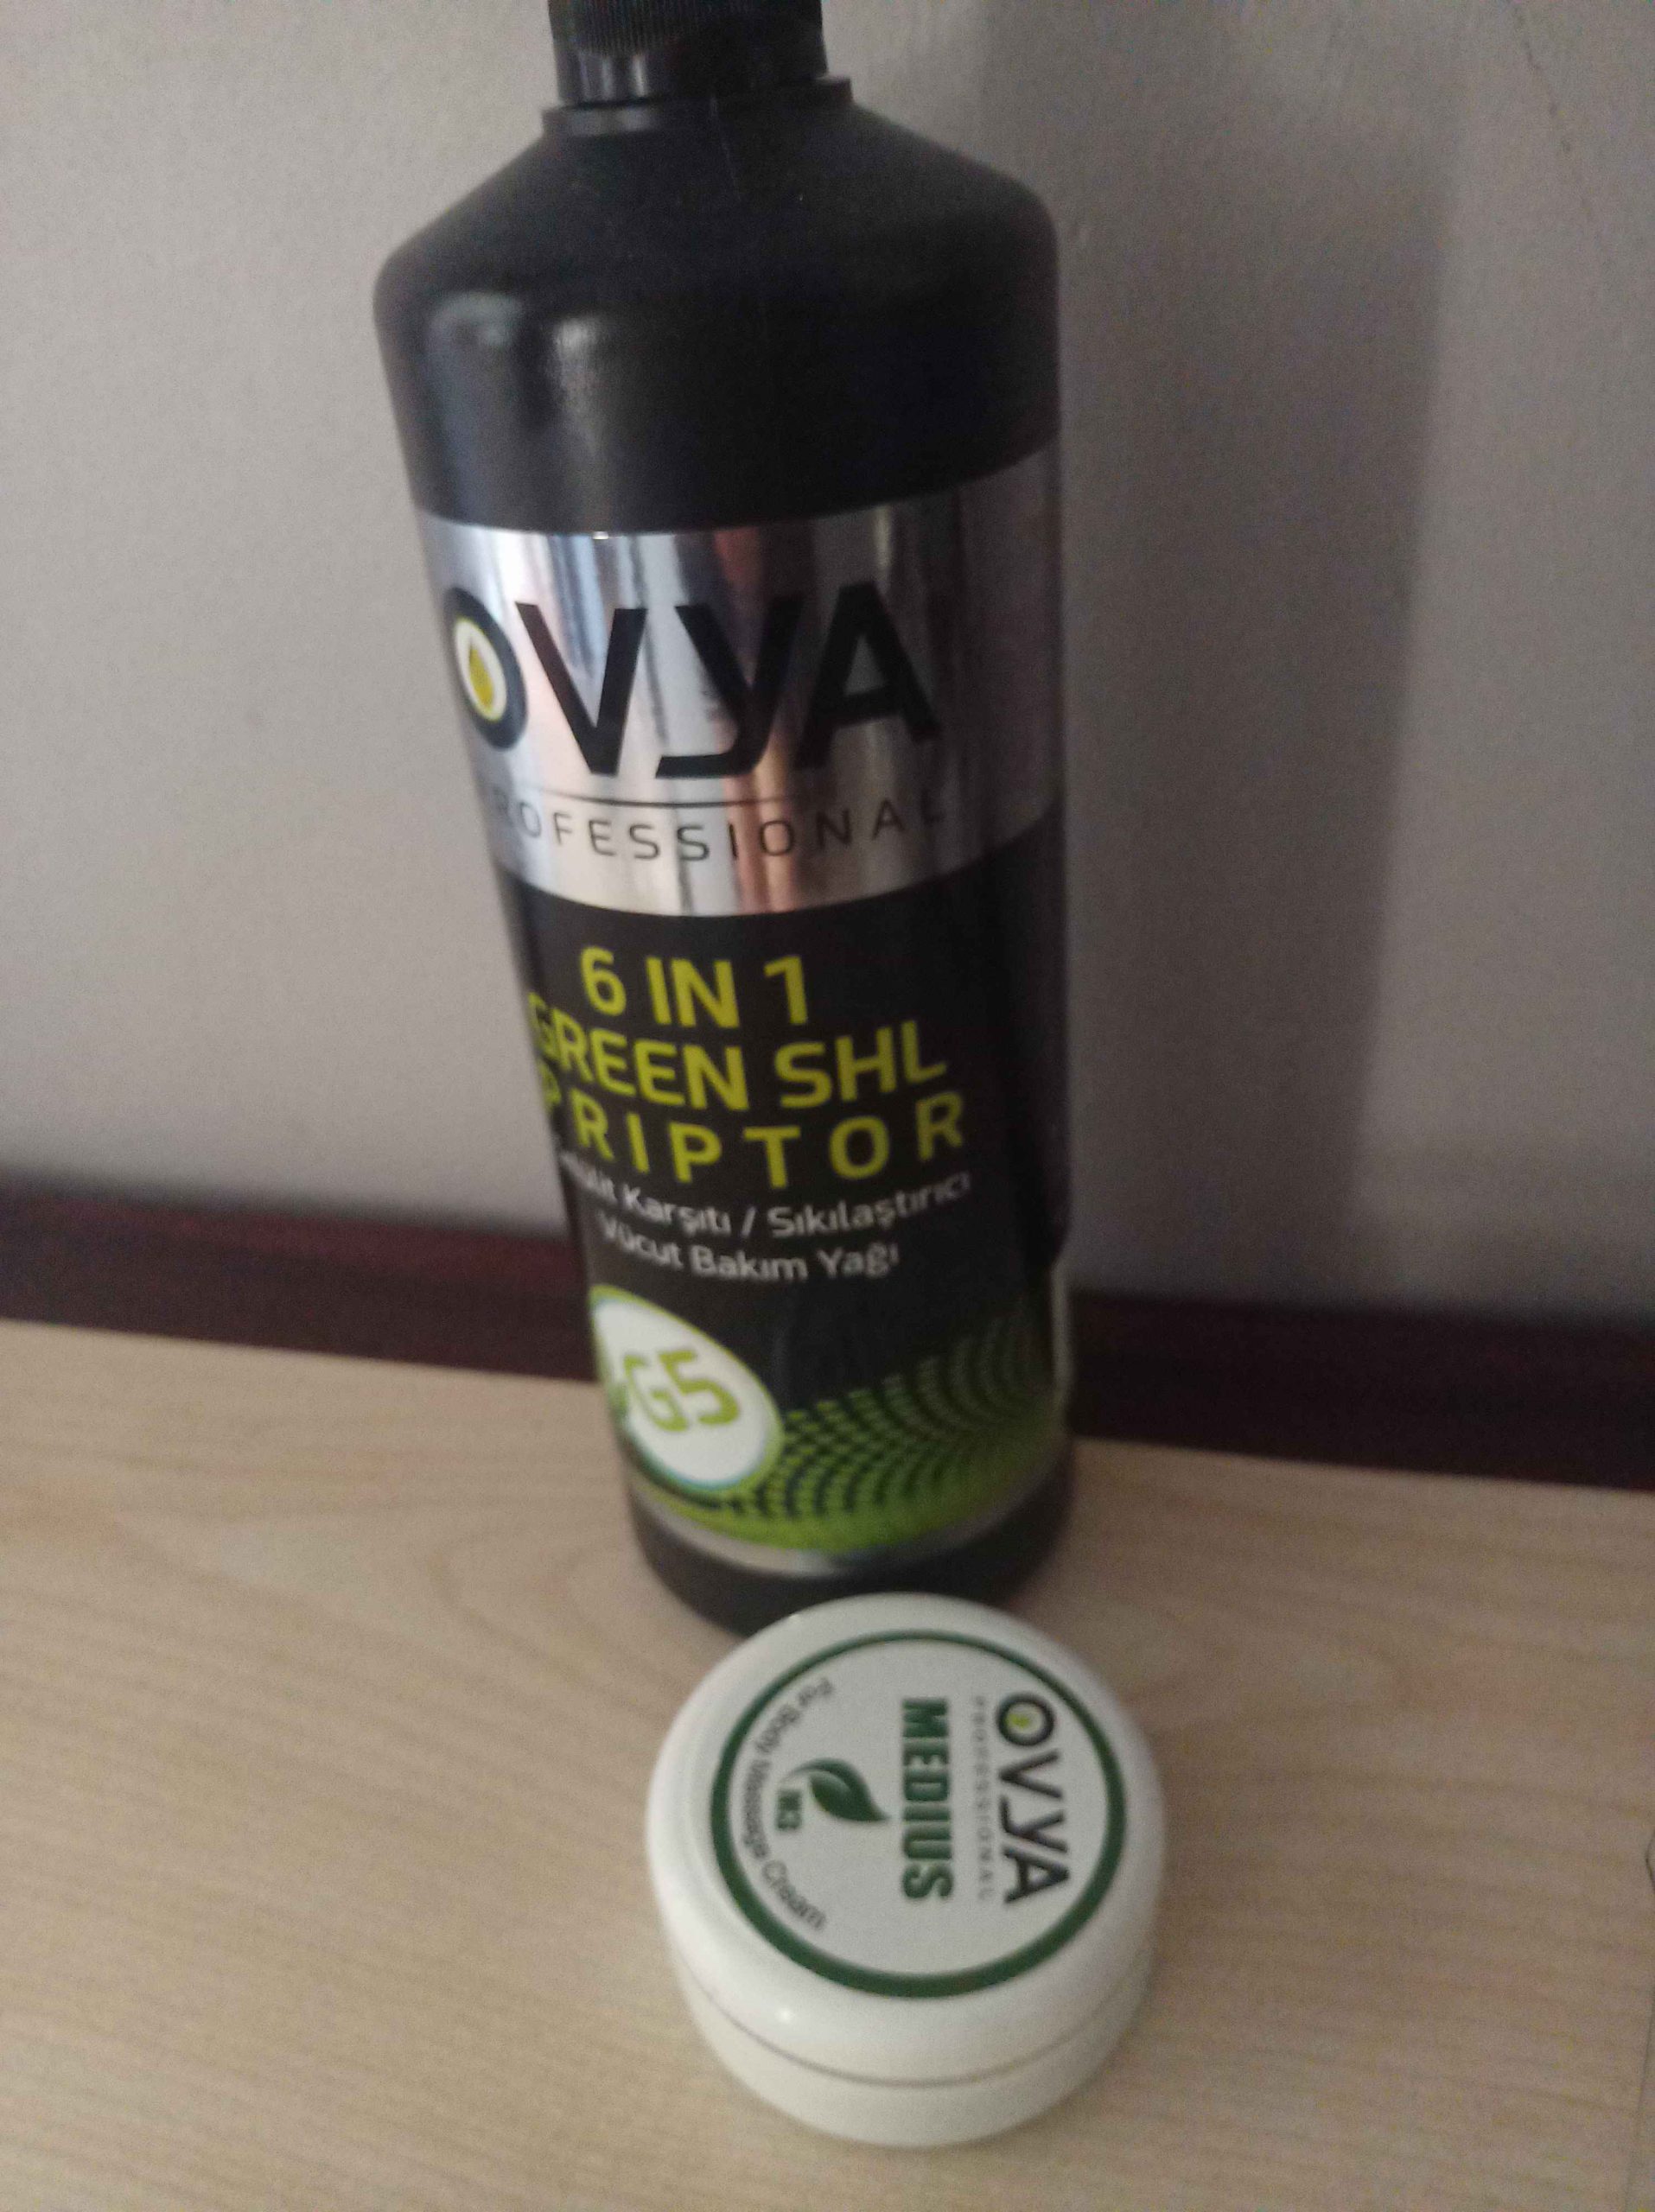 OVYA
PROFESSIONAL
6 IN 1
GREEN SHL
PRIPTOR
Karşıtı / Sıkılaştırıcı
Vücut Bakım Yağı
G5
OVYA
PROFESSIONAL
MEDIUS
For Body Massage Cream